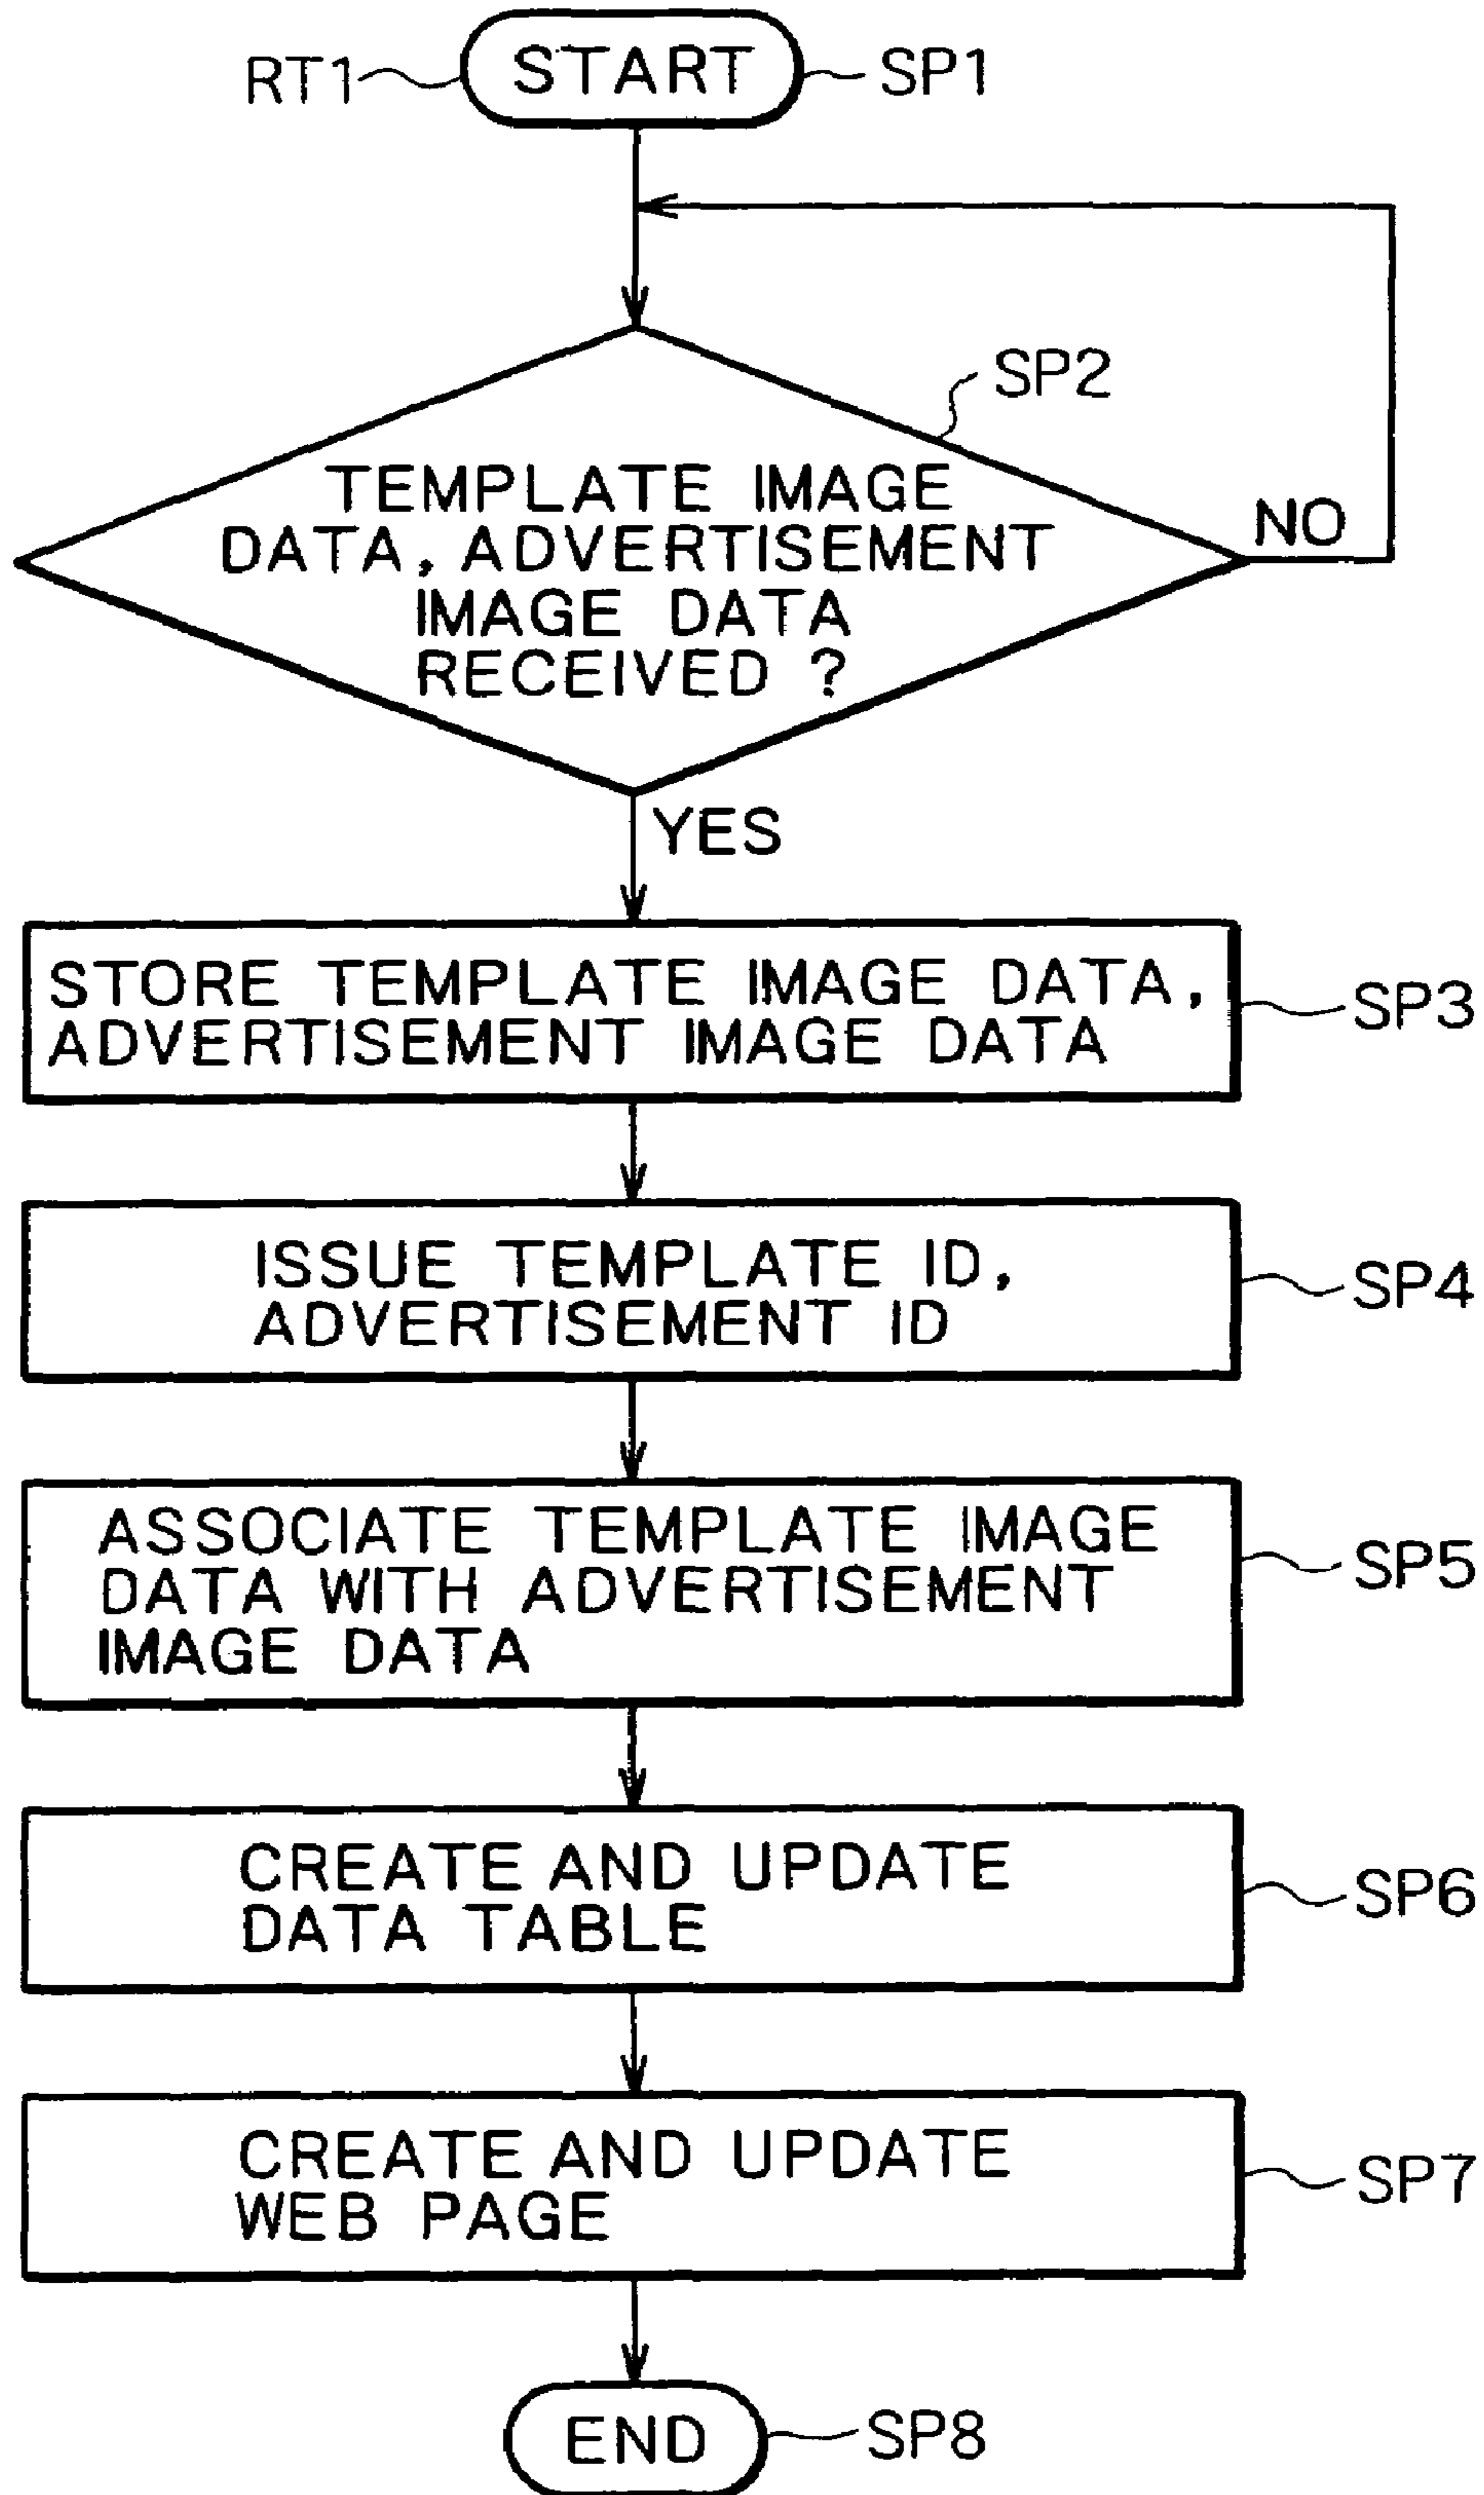 RT1 START SP1
SP2
TEMPLATE IMAGE
DATA, ADVERTISEMENT
IMAGE DATA
RECEIVED ?
NO
YES
STORE TEMPLATE IMAGE DATA,
ADVERTISEMENT IMAGE DATA
SP3
ISSUE TEMPLATE ID,
ADVERTISEMENT ID
SP4
ASSOCIATE TEMPLATE IMAGE
DATA WITH ADVERTISEMENT
IMAGE DATA
SP5
CREATE AND UPDATE
DATA TABLE
SP6
CREATE AND UPDATE
WEB PAGE
SP7
END SP8